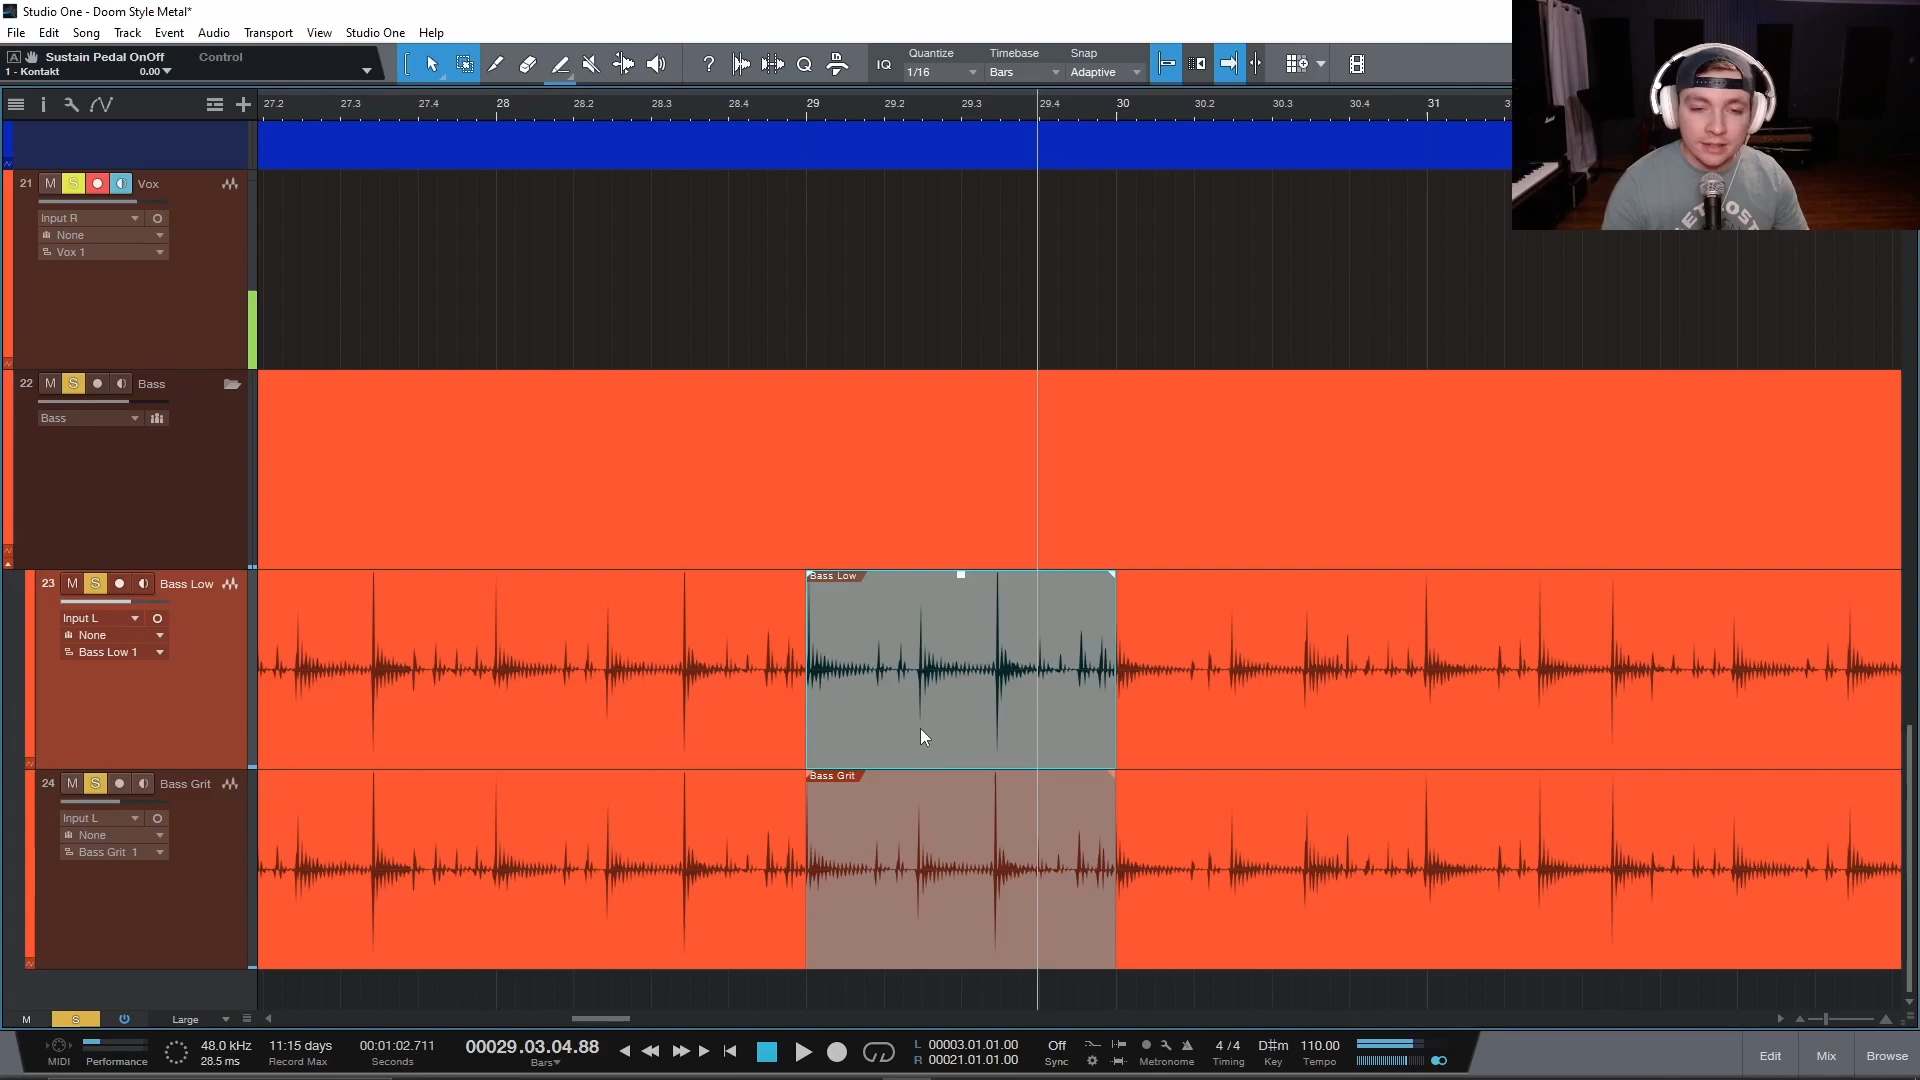 Studio One - Doom Style Metal*
File Edit Song Track Event Audio Transport View Studio One Help
A Sustain Pedal OnOff Control
1 - Kontakt 0.00
? Q IQ
Quantize Timebase Snap
1/16 Bars Adaptive
27.2 27.3 27.4 28 28.2 28.3 28.4 29 29.2 29.3 29.4 30 30.2 30.3 30.4 31
21 M S Vox
Input R
None
Vox 1
22 M S Bass
Bass
23 M S Bass Low
Input L
None
Bass Low 1
Bass Low
24 M S Bass Grit
Input L
None
Bass Grit 1
Bass Grit
M S Large
MIDI Performance
48.0 kHz
28.5 ms
11:15 days
Record Max
00:01:02.711
Seconds
00029.03.04.88
Bars
L 00003.01.01.00
R 00021.01.01.00
Off
Sync
Metronome
4 / 4
Timing
D#m
Key
110.00
Tempo
Edit Mix Browse